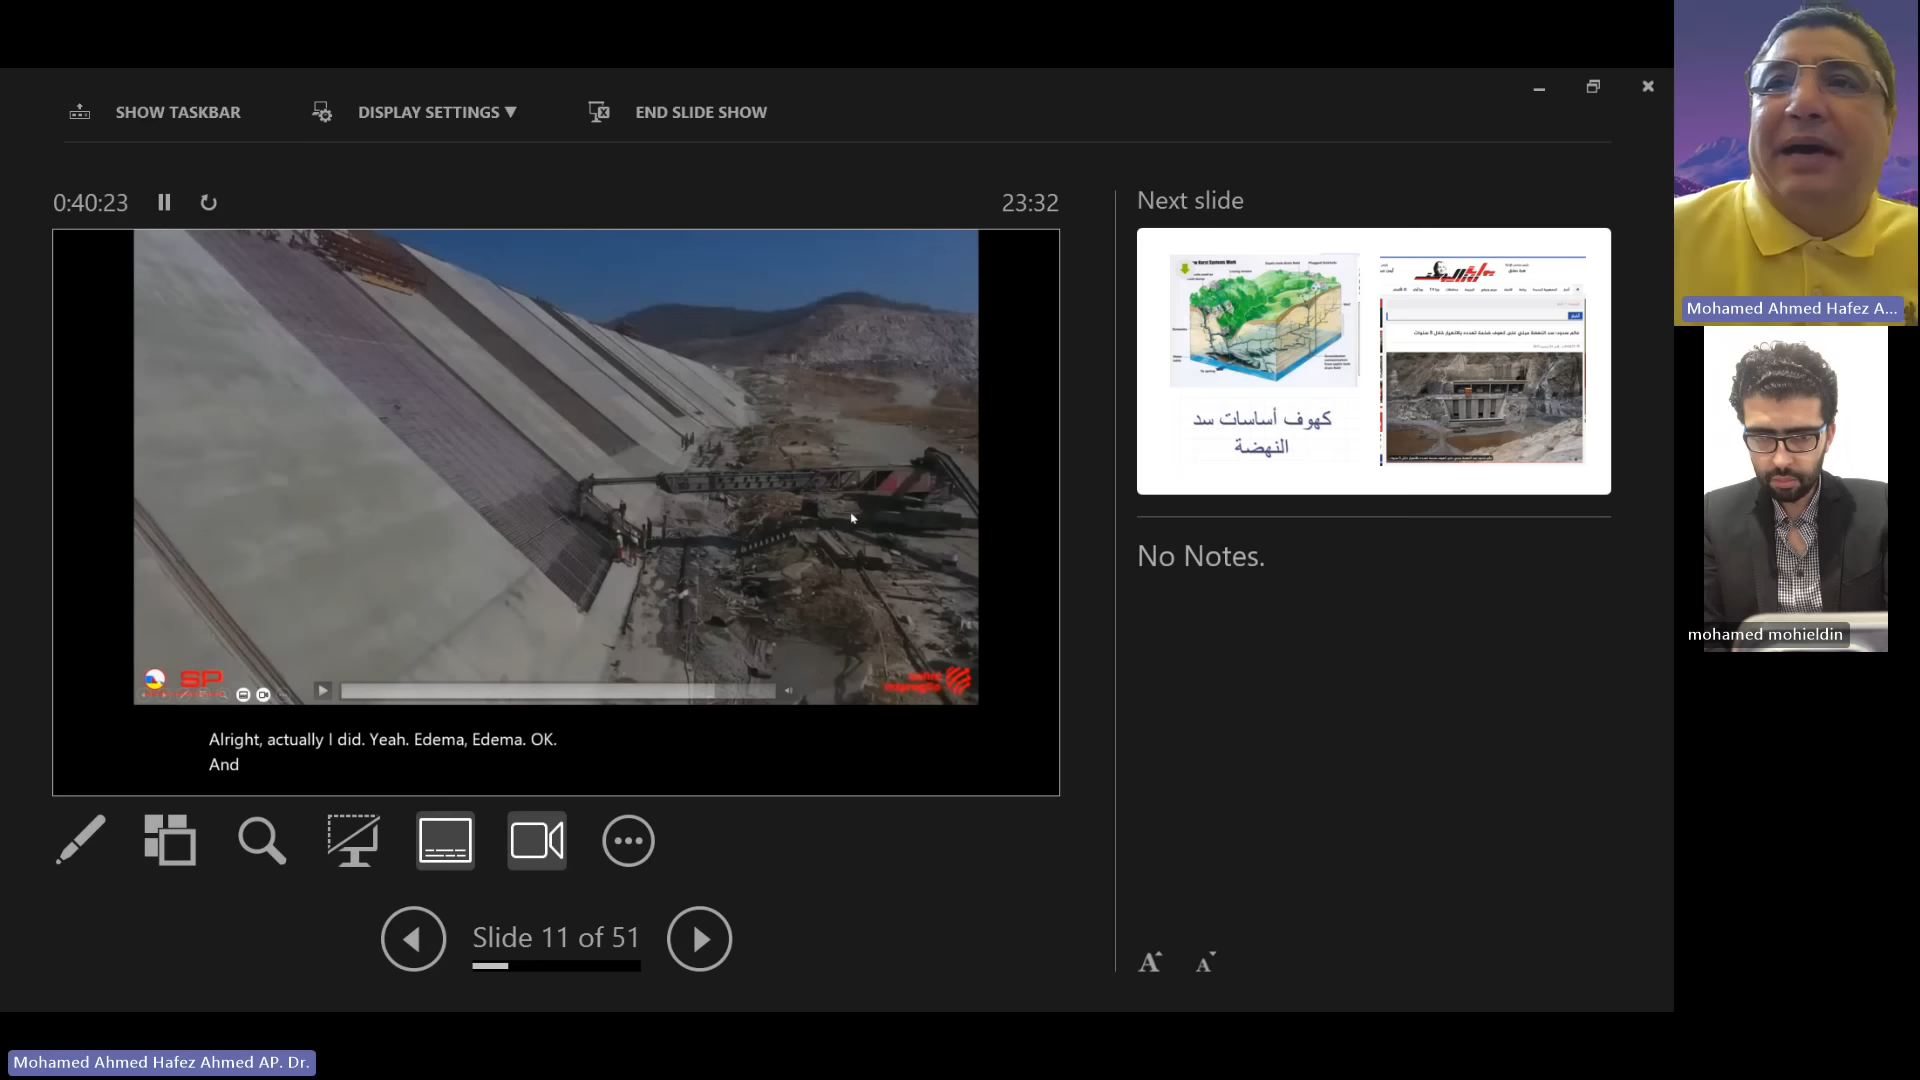 SHOW TASKBAR
DISPLAY SETTINGS ▼
END SLIDE SHOW
0:40:23
23:32
SP
Alright, actually I did. Yeah. Edema, Edema. OK.
And
Slide 11 of 51
Next slide
كهوف أساسات سد
النهضة
No Notes.
A A
Mohamed Ahmed Hafez A...
mohamed mohieldin
Mohamed Ahmed Hafez Ahmed AP. Dr.